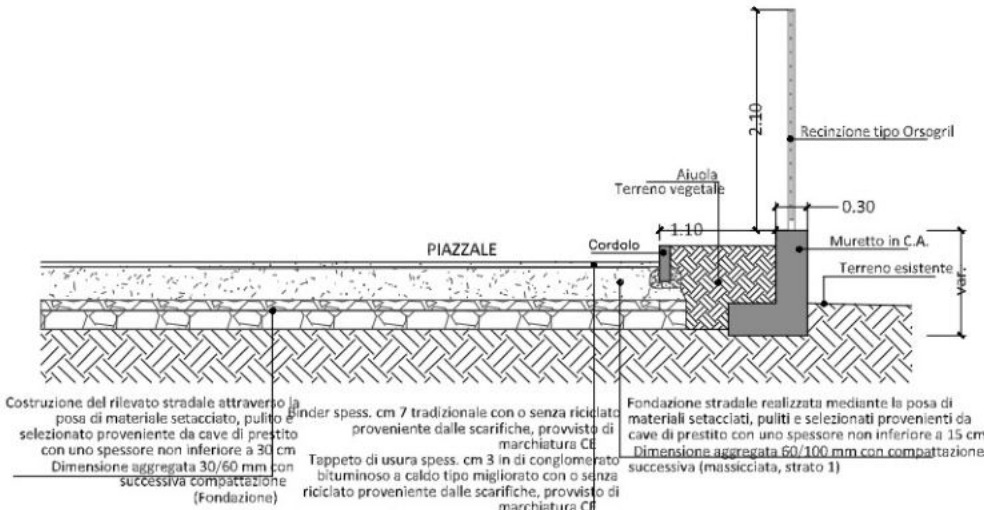 2.10
Recinzione tipo Orsogril
Aiuola
Terreno vegetale
0.30
1.10
Cordolo
Muretto in C.A.
PIAZZALE
Terreno esistente
var.
Costruzione del rilevato stradale attraverso la
posa di materiale setacciato, pulito e
selezionato proveniente da cave di prestito
con uno spessore non inferiore a 30 cm
Dimensione aggregata 30/60 mm con
successiva compattazione
(Fondazione)
Binder spess. cm 7 tradizionale con o senza riciclato
proveniente dalle scarifiche, provvisto di
marchiatura CE
Tappeto di usura spess. cm 3 in di conglomerato
bituminoso a caldo tipo migliorato con o senza
riciclato proveniente dalle scarifiche, provvisto di
marchiatura CE
Fondazione stradale realizzata mediante la posa di
materiali setacciati, puliti e selezionati provenienti da
cave di prestito con uno spessore non inferiore a 15 cm
Dimensione aggregata 60/100 mm con compattazione
successiva (massicciata, strato 1)